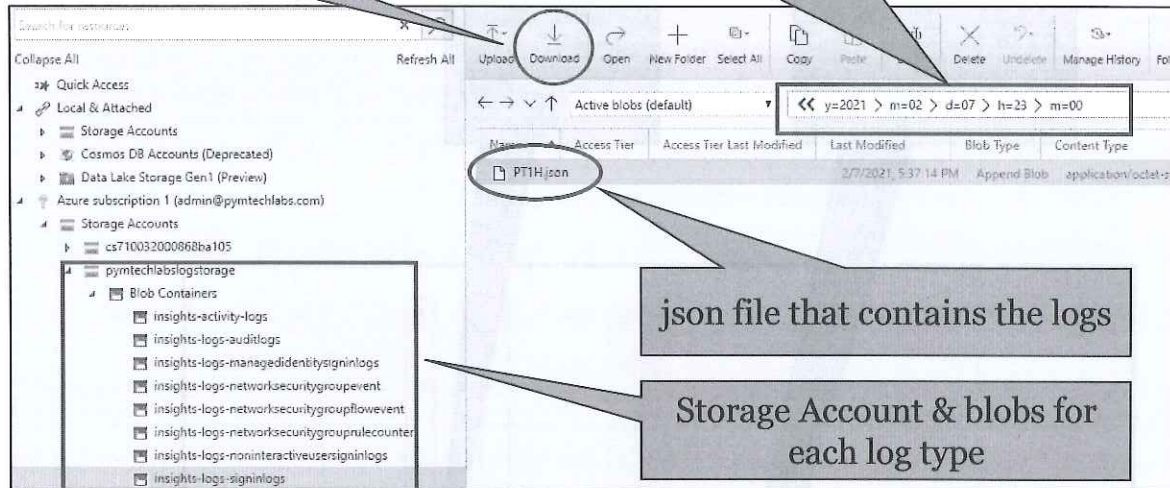 Search for resources
Collapse All
Refresh All
Quick Access
Local & Attached
Storage Accounts
Cosmos DB Accounts (Deprecated)
Data Lake Storage Gen1 (Preview)
Azure subscription 1 (admin@pymtechlabs.com)
Storage Accounts
cs710032000868ba105
pymtechlabslogstorage
Blob Containers
insights-activity-logs
insights-logs-auditlogs
insights-logs-managedidentitysigninlogs
insights-logs-networksecuritygroupevent
insights-logs-networksecuritygroupflowevent
insights-logs-networksecuritygrouprulecounter
insights-logs-noninteractiveusersigninlogs
insights-logs-signinlogs
Upload Download Open New Folder Select All Copy Paste Delete Undelete Manage History Fol
Active blobs (default)
y=2021 > m=02 > d=07 > h=23 > m=00
Name Access Tier Access Tier Last Modified Last Modified Blob Type Content Type
PT1H.json 2/7/2021, 5:37:14 PM Append Blob application/octet-s
json file that contains the logs
Storage Account & blobs for
each log type